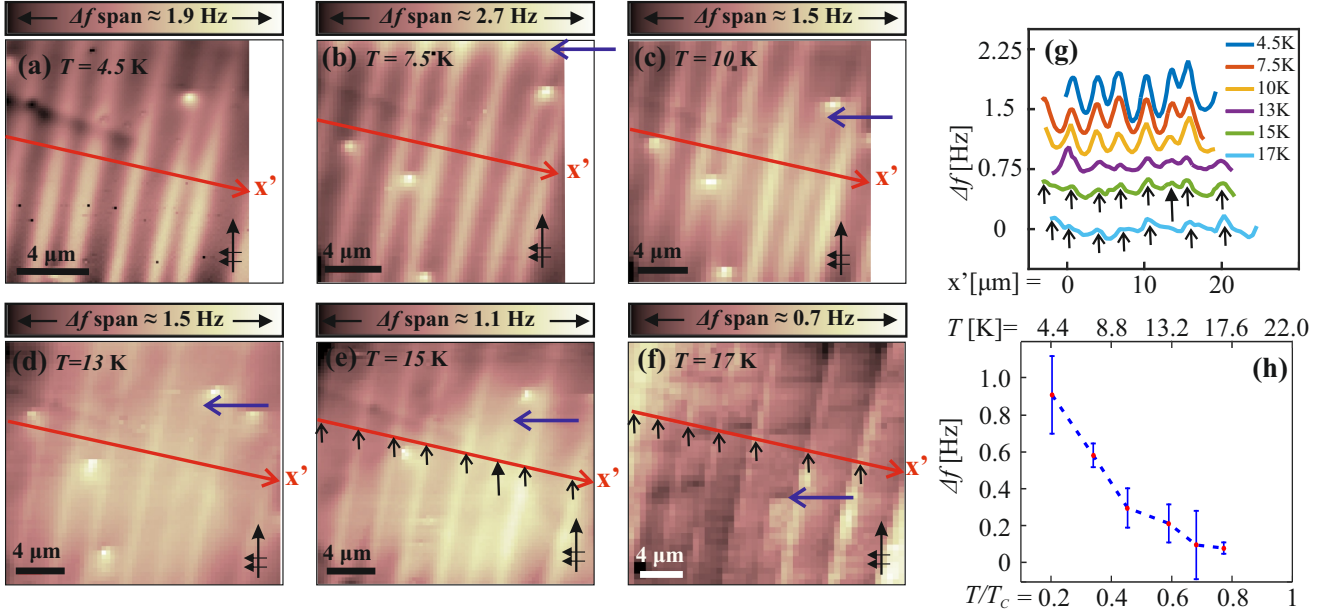 Δf span ≈ 1.9 Hz
Δf span ≈ 2.7 Hz
Δf span ≈ 1.5 Hz
(a) T = 4.5 K
x'
4 μm
(b) T = 7.5 K
x'
4 μm
(c) T = 10 K
x'
4 μm
(g)
2.25
1.5
0.75
0
Δf [Hz]
4.5K
7.5K
10K
13K
15K
17K
x' [μm] = 0 10 20
Δf span ≈ 1.5 Hz
Δf span ≈ 1.1 Hz
Δf span ≈ 0.7 Hz
(d) T=13 K
x'
4 μm
(e) T = 15 K
x'
4 μm
(f) T = 17 K
x'
4 μm
T [K]= 4.4 8.8 13.2 17.6 22.0
(h)
1.0
0.8
0.6
0.4
0.2
0
Δf [Hz]
T/T_C = 0.2 0.4 0.6 0.8 1